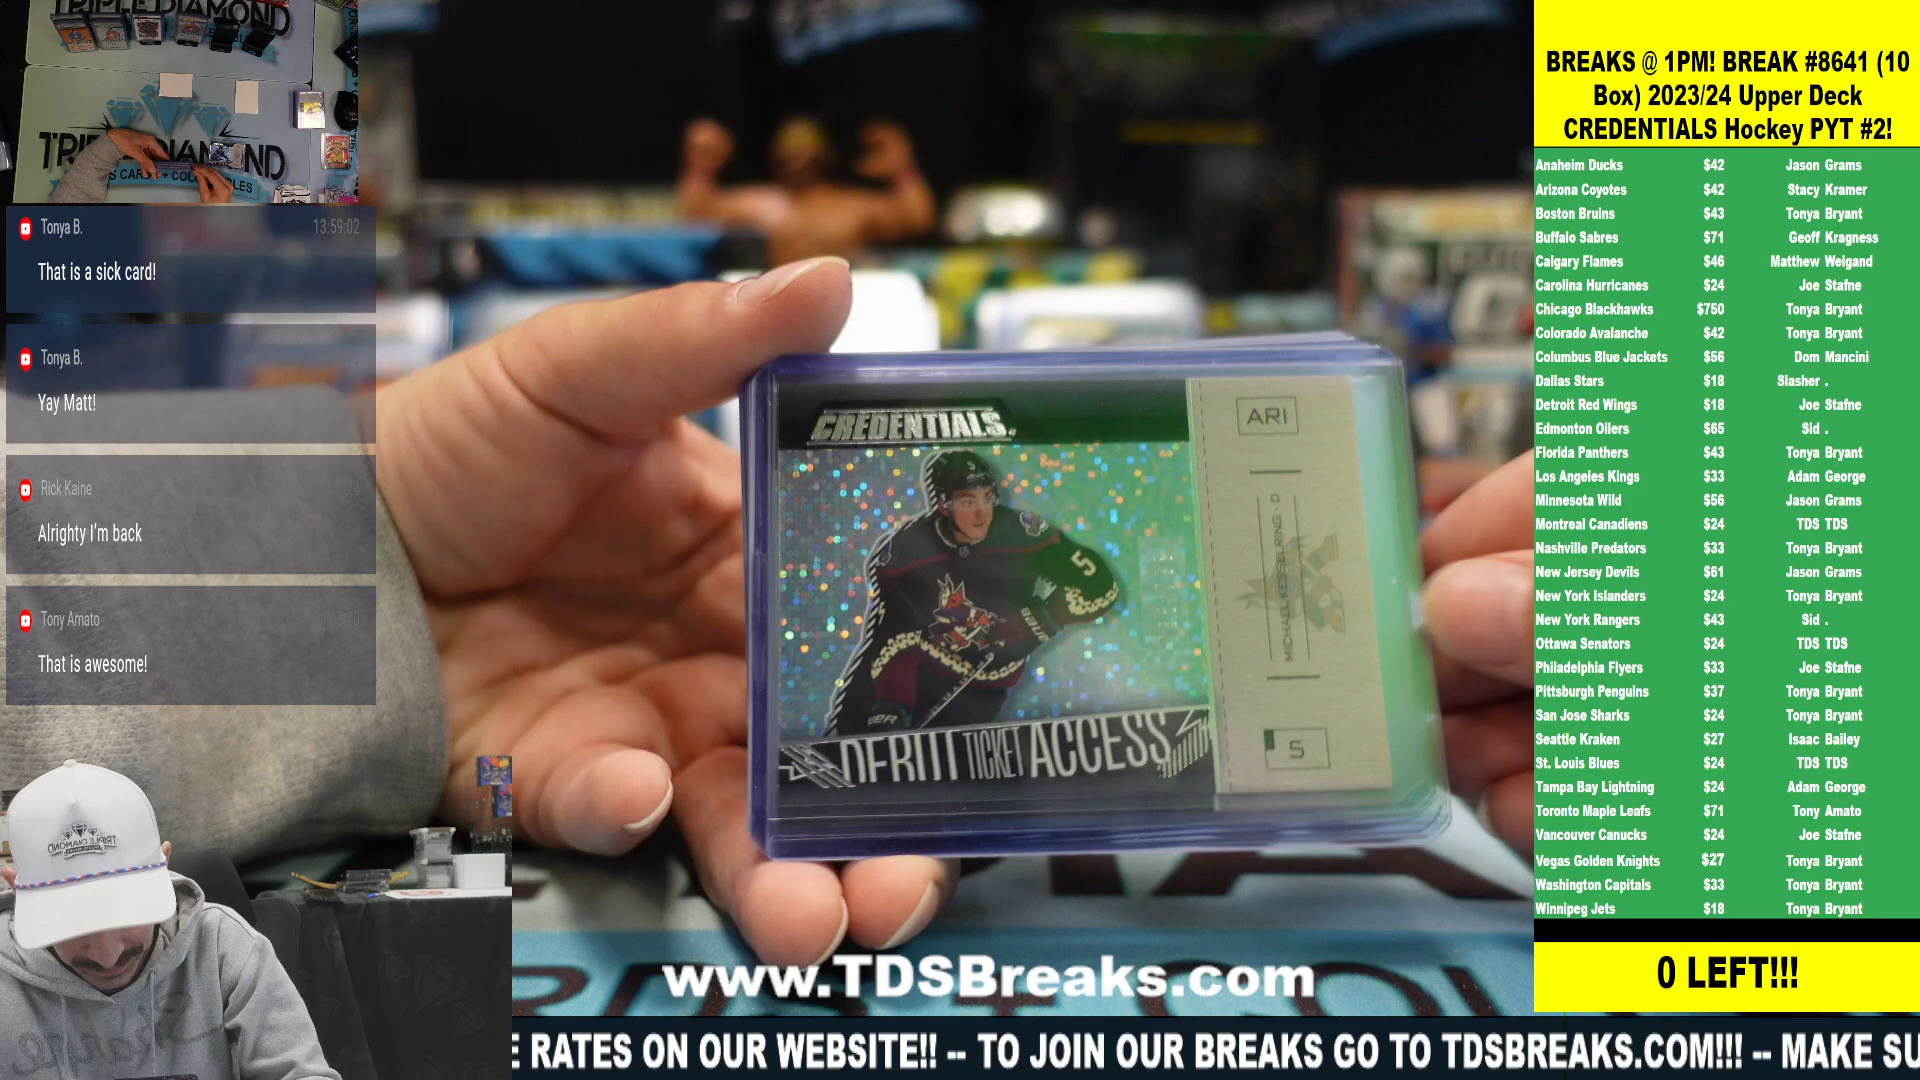 TRIPLE DIAMOND
TRIPLE DIAMOND
S CARDS + COLLECTIBLES
Tonya B.
13:59:02
That is a sick card!
Tonya B.
Yay Matt!
Rick Kaine
24
Alrighty I'm back
Tony Amato
That is awesome!
TRIPLE DIAMOND
CREDENTIALS.
ARI
MICHAEL KESSELRING - D
5
5
DEBUT TICKET ACCESS
www.TDSBreaks.com
BREAKS @ 1PM! BREAK #8641 (10
Box) 2023/24 Upper Deck
CREDENTIALS Hockey PYT #2!
Anaheim Ducks $42 Jason Grams
Arizona Coyotes $42 Stacy Kramer
Boston Bruins $43 Tonya Bryant
Buffalo Sabres $71 Geoff Kragness
Calgary Flames $46 Matthew Weigand
Carolina Hurricanes $24 Joe Stafne
Chicago Blackhawks $750 Tonya Bryant
Colorado Avalanche $42 Tonya Bryant
Columbus Blue Jackets $56 Dom Mancini
Dallas Stars $18 Slasher .
Detroit Red Wings $18 Joe Stafne
Edmonton Oilers $65 Sid .
Florida Panthers $43 Tonya Bryant
Los Angeles Kings $33 Adam George
Minnesota Wild $56 Jason Grams
Montreal Canadiens $24 TDS TDS
Nashville Predators $33 Tonya Bryant
New Jersey Devils $61 Jason Grams
New York Islanders $24 Tonya Bryant
New York Rangers $43 Sid .
Ottawa Senators $24 TDS TDS
Philadelphia Flyers $33 Joe Stafne
Pittsburgh Penguins $37 Tonya Bryant
San Jose Sharks $24 Tonya Bryant
Seattle Kraken $27 Isaac Bailey
St. Louis Blues $24 TDS TDS
Tampa Bay Lightning $24 Adam George
Toronto Maple Leafs $71 Tony Amato
Vancouver Canucks $24 Joe Stafne
Vegas Golden Knights $27 Tonya Bryant
Washington Capitals $33 Tonya Bryant
Winnipeg Jets $18 Tonya Bryant
0 LEFT!!!
E RATES ON OUR WEBSITE!! -- TO JOIN OUR BREAKS GO TO TDSBREAKS.COM!!! -- MAKE SU